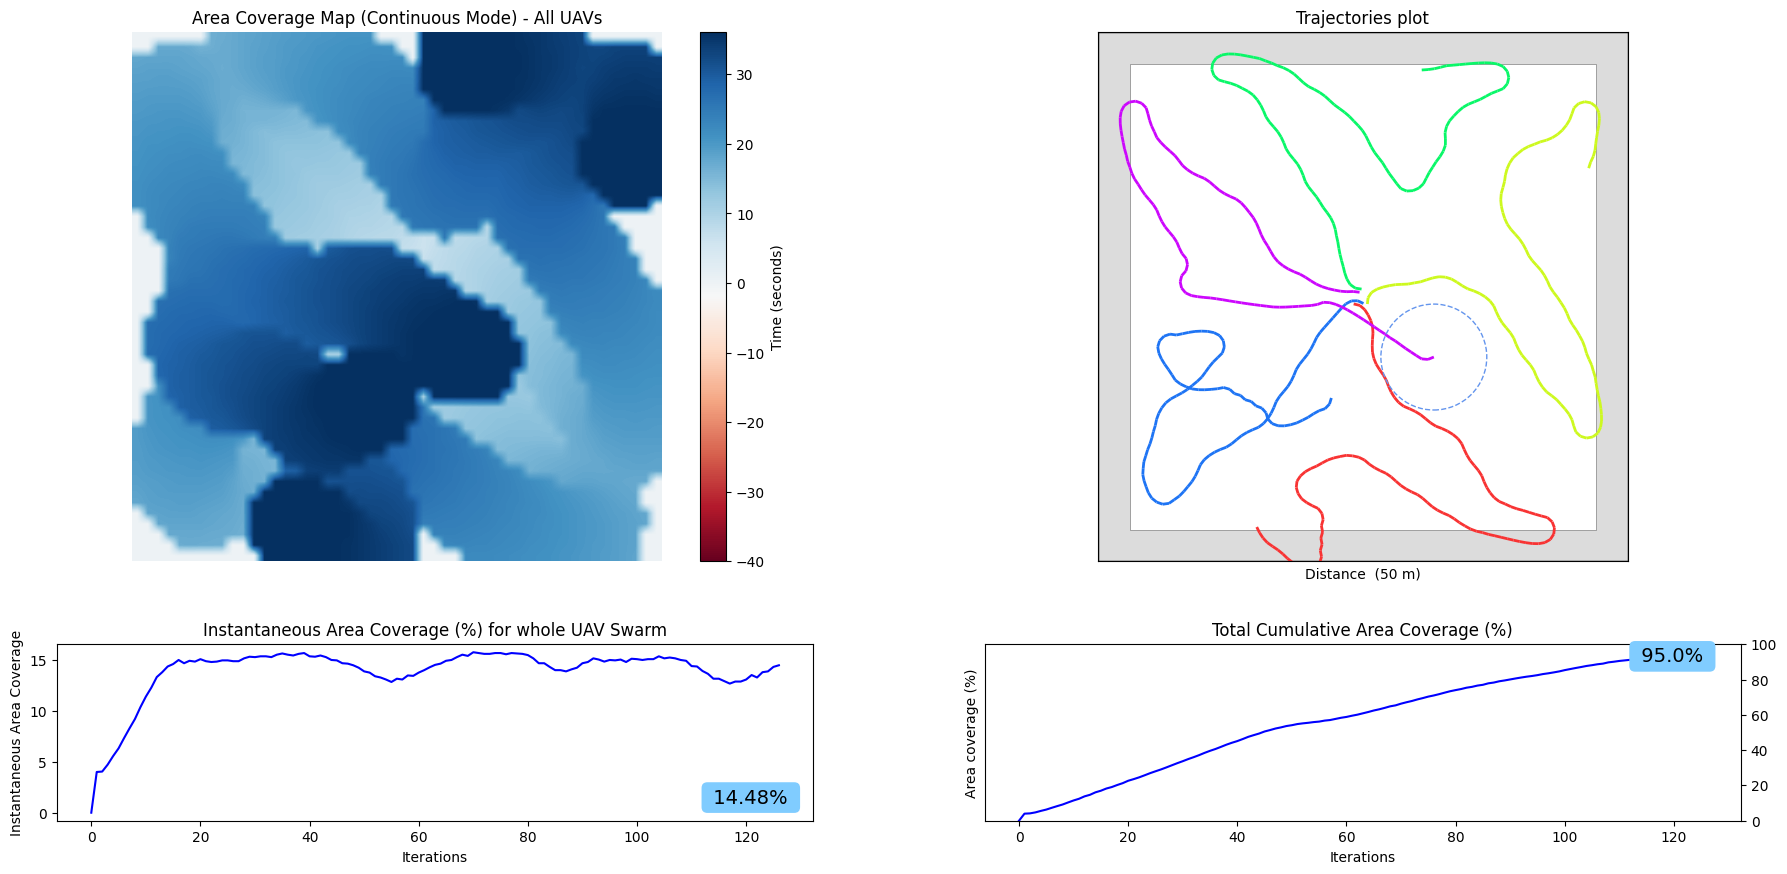 Area Coverage Map (Continuous Mode) - All UAVs
30
20
10
0
−10
−20
−30
−40
Time (seconds)
Trajectories plot
Distance  (50 m)
Instantaneous Area Coverage (%) for whole UAV Swarm
Instantaneous Area Coverage
15
10
5
0
14.48%
0 20 40 60 80 100 120
Iterations
Total Cumulative Area Coverage (%)
Area coverage (%)
95.0%
100
80
60
40
20
0
0 20 40 60 80 100 120
Iterations